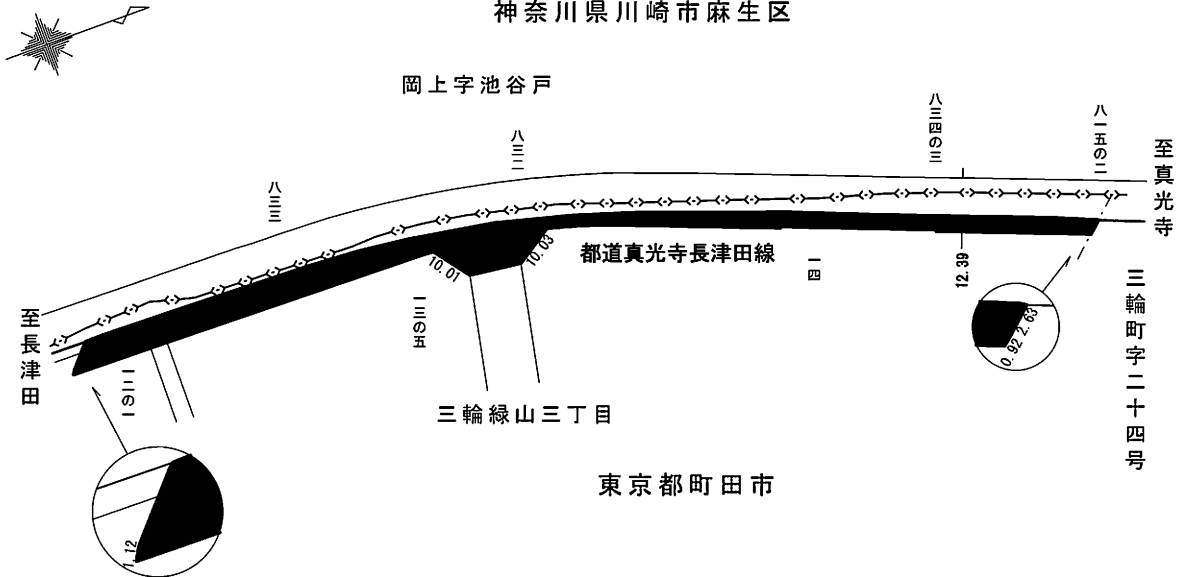 神奈川県川崎市麻生区
岡上字池谷戸
八三三
八三二
八三四の三
八一五の二
至真光寺
都道真光寺長津田線
10.01
10.03
12.39
一四
一三の五
一二の一
至長津田
三輪緑山三丁目
三輪町字二十四号
0.92 2.63
1.12
東京都町田市